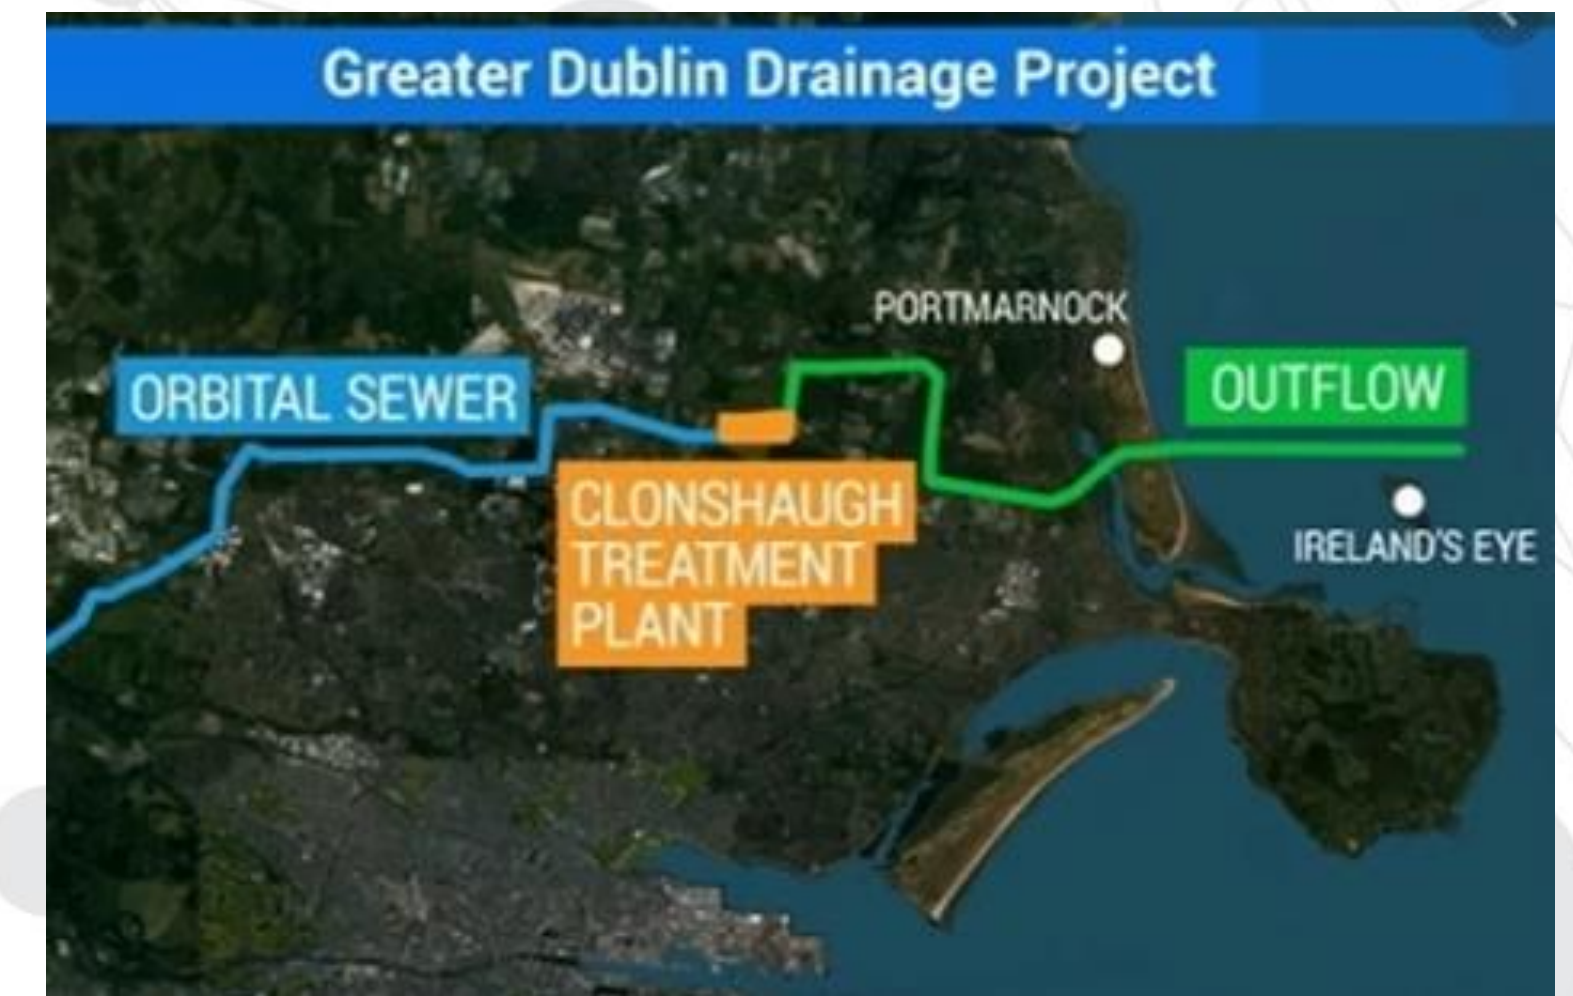 Greater Dublin Drainage Project
PORTMARNOCK
ORBITAL SEWER
OUTFLOW
CLONSHAUGH
TREATMENT
PLANT
IRELAND'S EYE